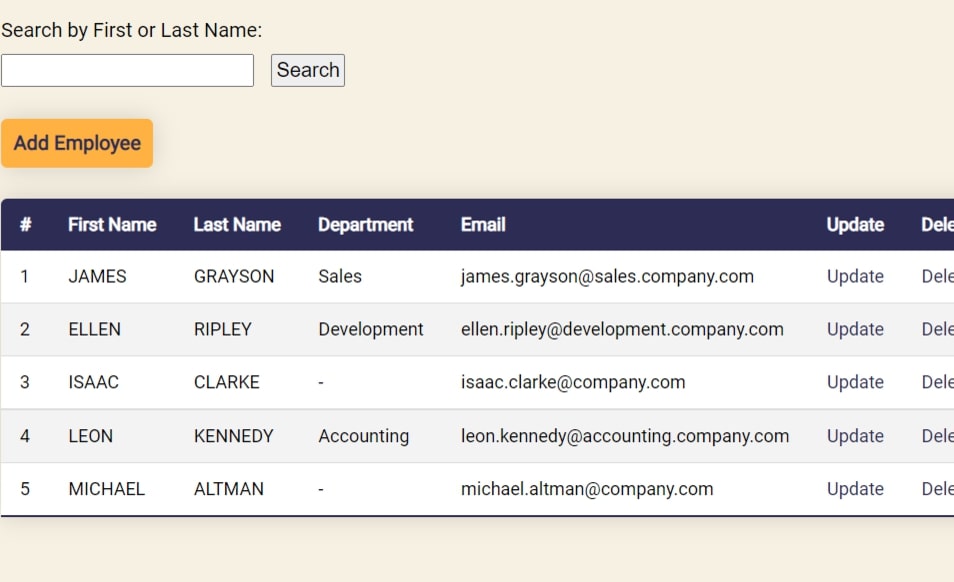 Search by First or Last Name:
Search
Add Employee
# First Name Last Name Department Email Update Dele
1 JAMES GRAYSON Sales james.grayson@sales.company.com Update Dele
2 ELLEN RIPLEY Development ellen.ripley@development.company.com Update Dele
3 ISAAC CLARKE - isaac.clarke@company.com Update Dele
4 LEON KENNEDY Accounting leon.kennedy@accounting.company.com Update Dele
5 MICHAEL ALTMAN - michael.altman@company.com Update Dele